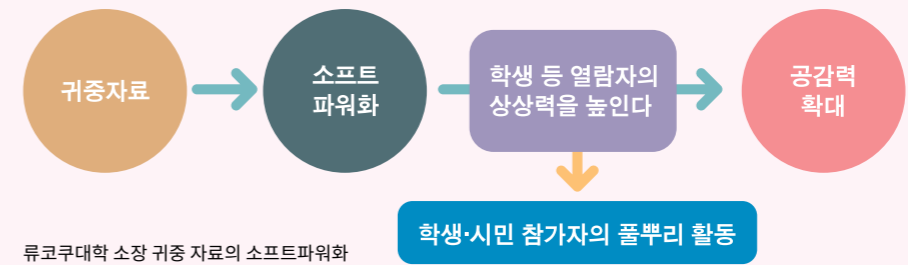 귀중자료
소프트
파워화
학생 등 열람자의
상상력을 높인다
공감력
확대
학생·시민 참가자의 풀뿌리 활동
류코쿠대학 소장 귀중 자료의 소프트파워화